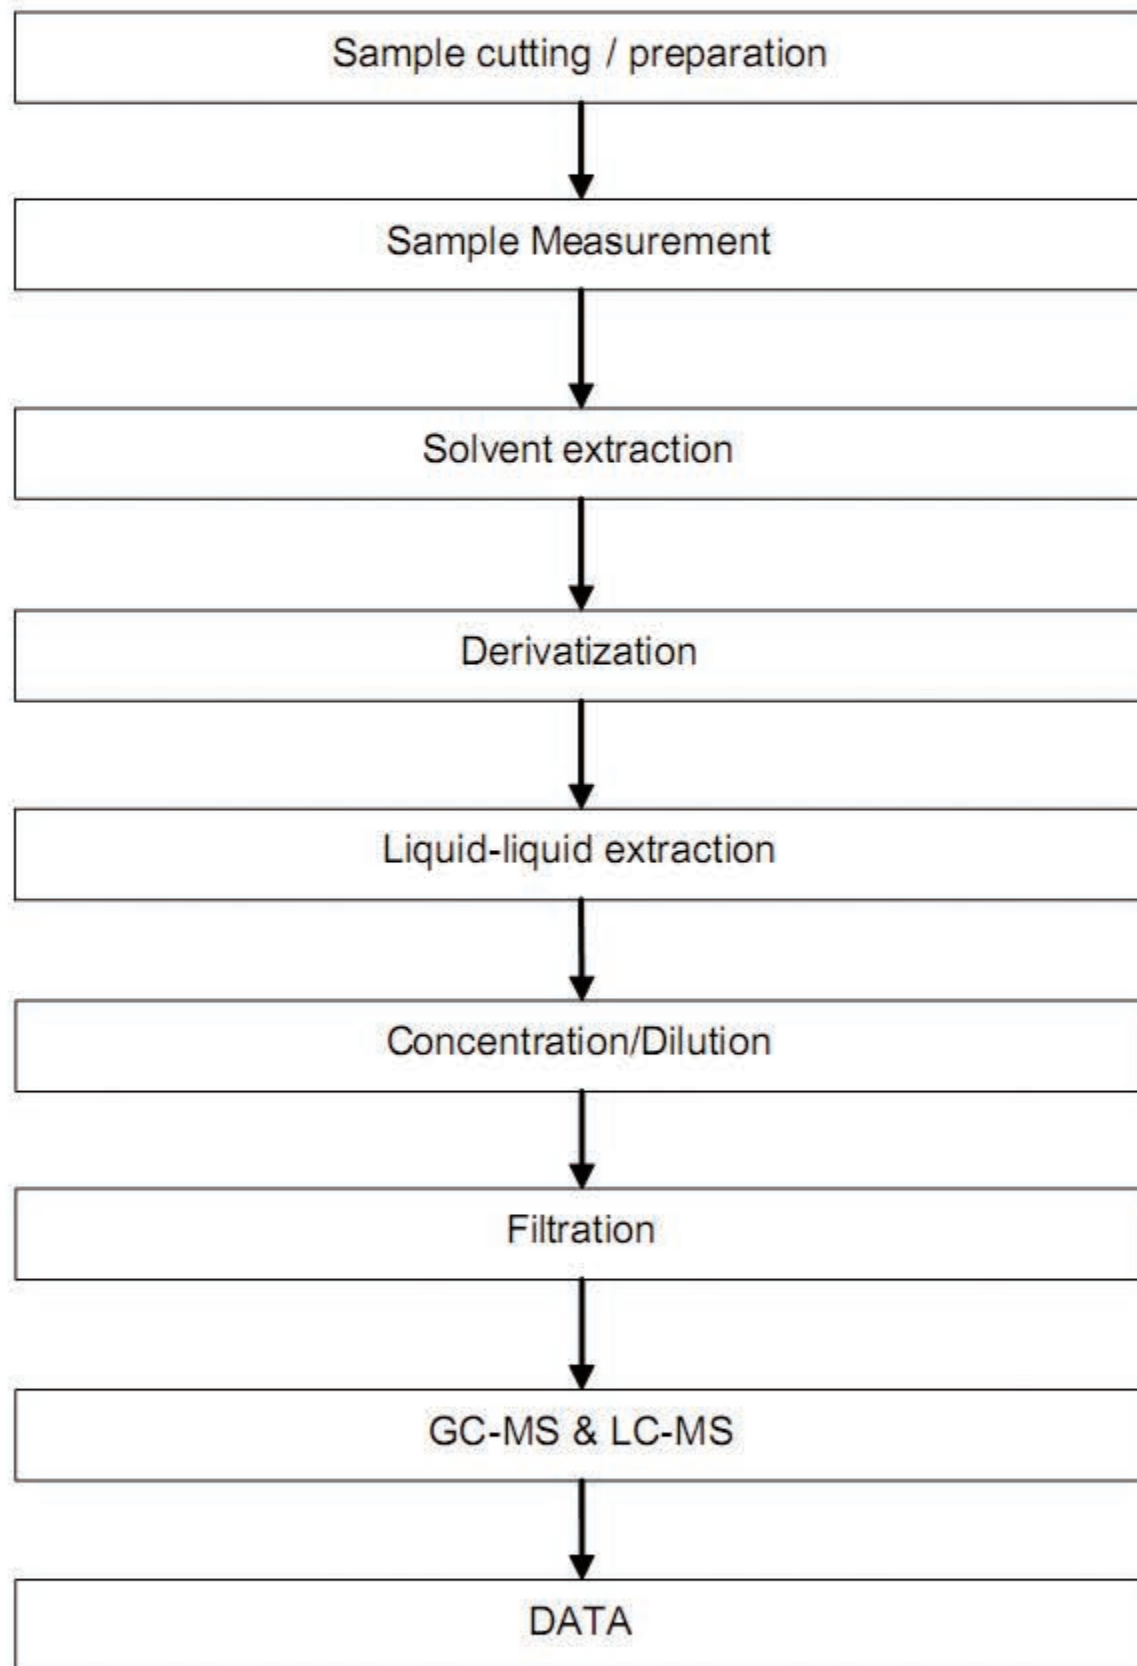 Sample cutting / preparation
Sample Measurement
Solvent extraction
Derivatization
Liquid-liquid extraction
Concentration/Dilution
Filtration
GC-MS & LC-MS
DATA